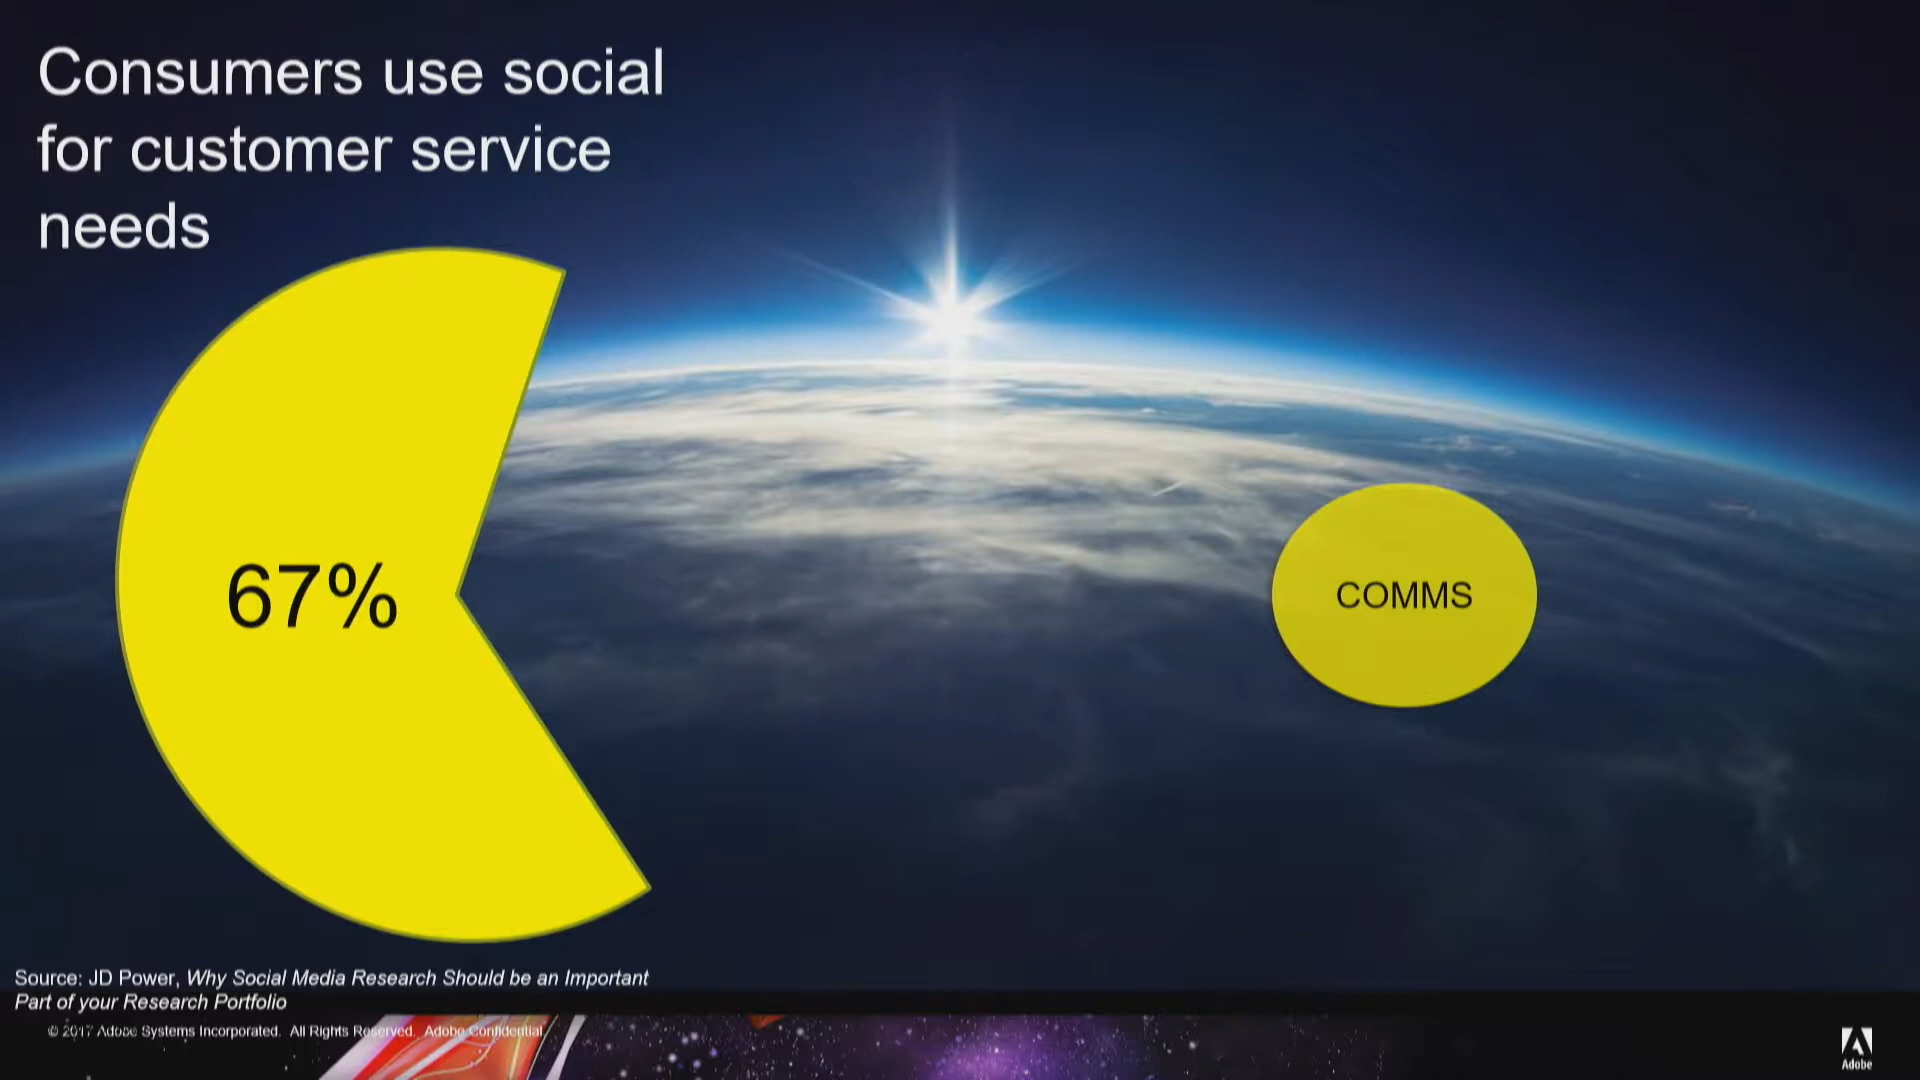 Consumers use social
for customer service
needs
67%
COMMS
Source: JD Power, Why Social Media Research Should be an Important
Part of your Research Portfolio
© 2017 Adobe Systems Incorporated. All Rights Reserved. Adobe Confidential.
Adobe